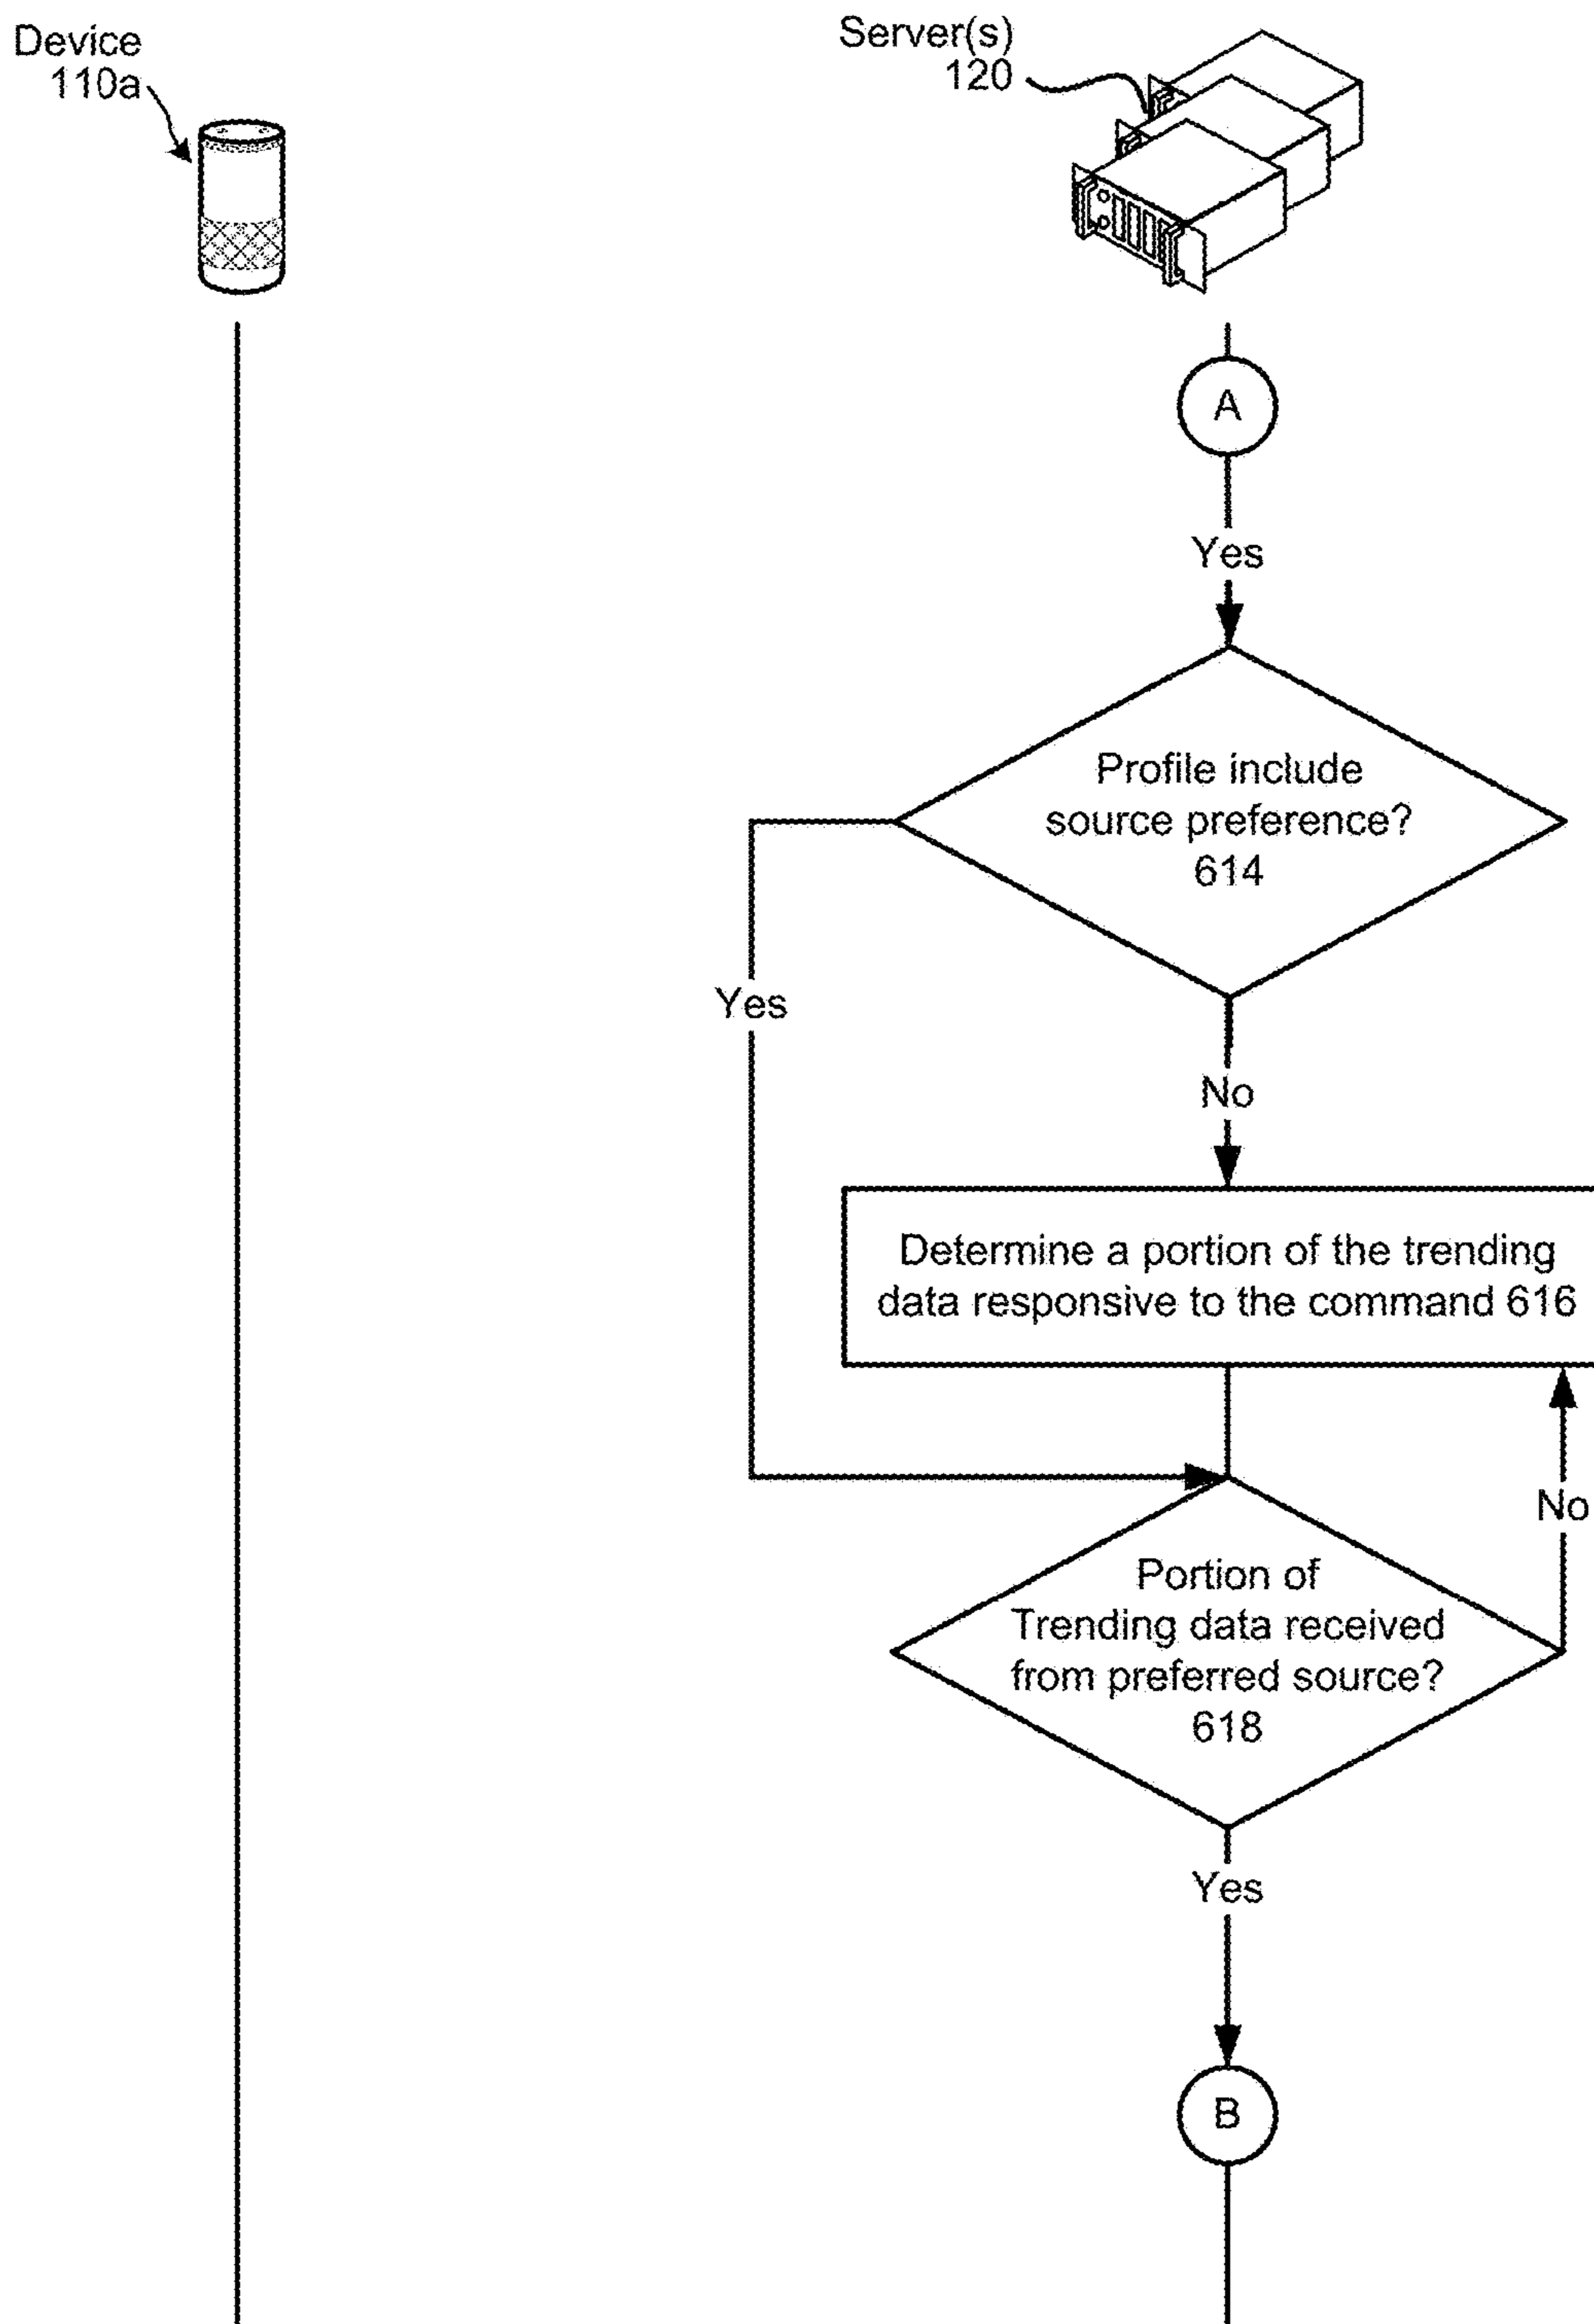 Device
110a
Server(s)
120
A
Yes
Profile include
source preference?
614
Yes
No
Determine a portion of the trending
data responsive to the command 616
No
Portion of
Trending data received
from preferred source?
618
Yes
B